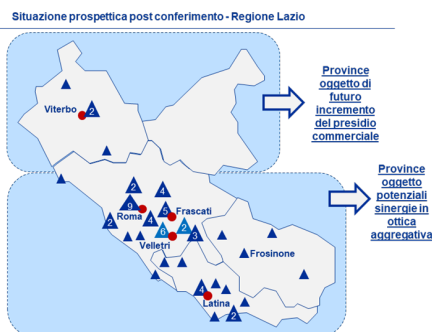 Situazione prospettica post conferimento - Regione Lazio
Province
oggetto di
futuro
incremento
del presidio
commerciale
Viterbo
2
Province
oggetto
potenziali
sinergie in
ottica
aggregativa
2
4
9
5
Frascati
Roma
2
4
6
2
3
Velletri
Frosinone
4
Latina
2